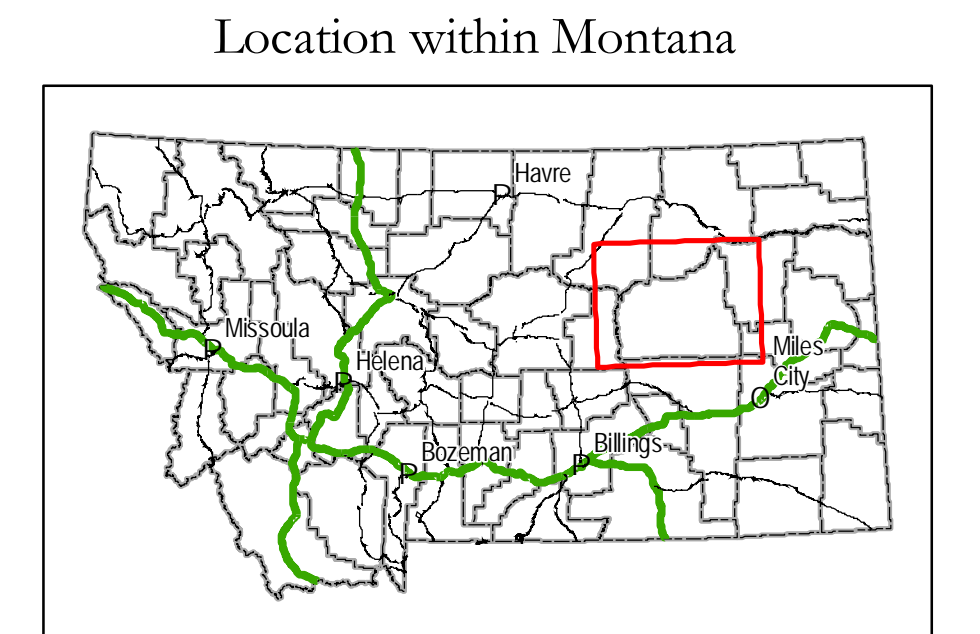 Location within Montana
Havre
P
Missoula
P
Helena
P
Miles
City
O
Billings
P
Bozeman
P